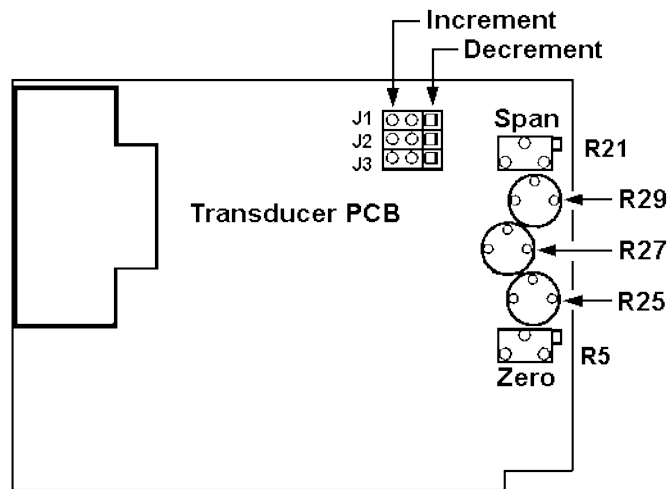 Increment
Decrement
J1
J2
J3
Span
R21
R29
Transducer PCB
R27
R25
R5
Zero